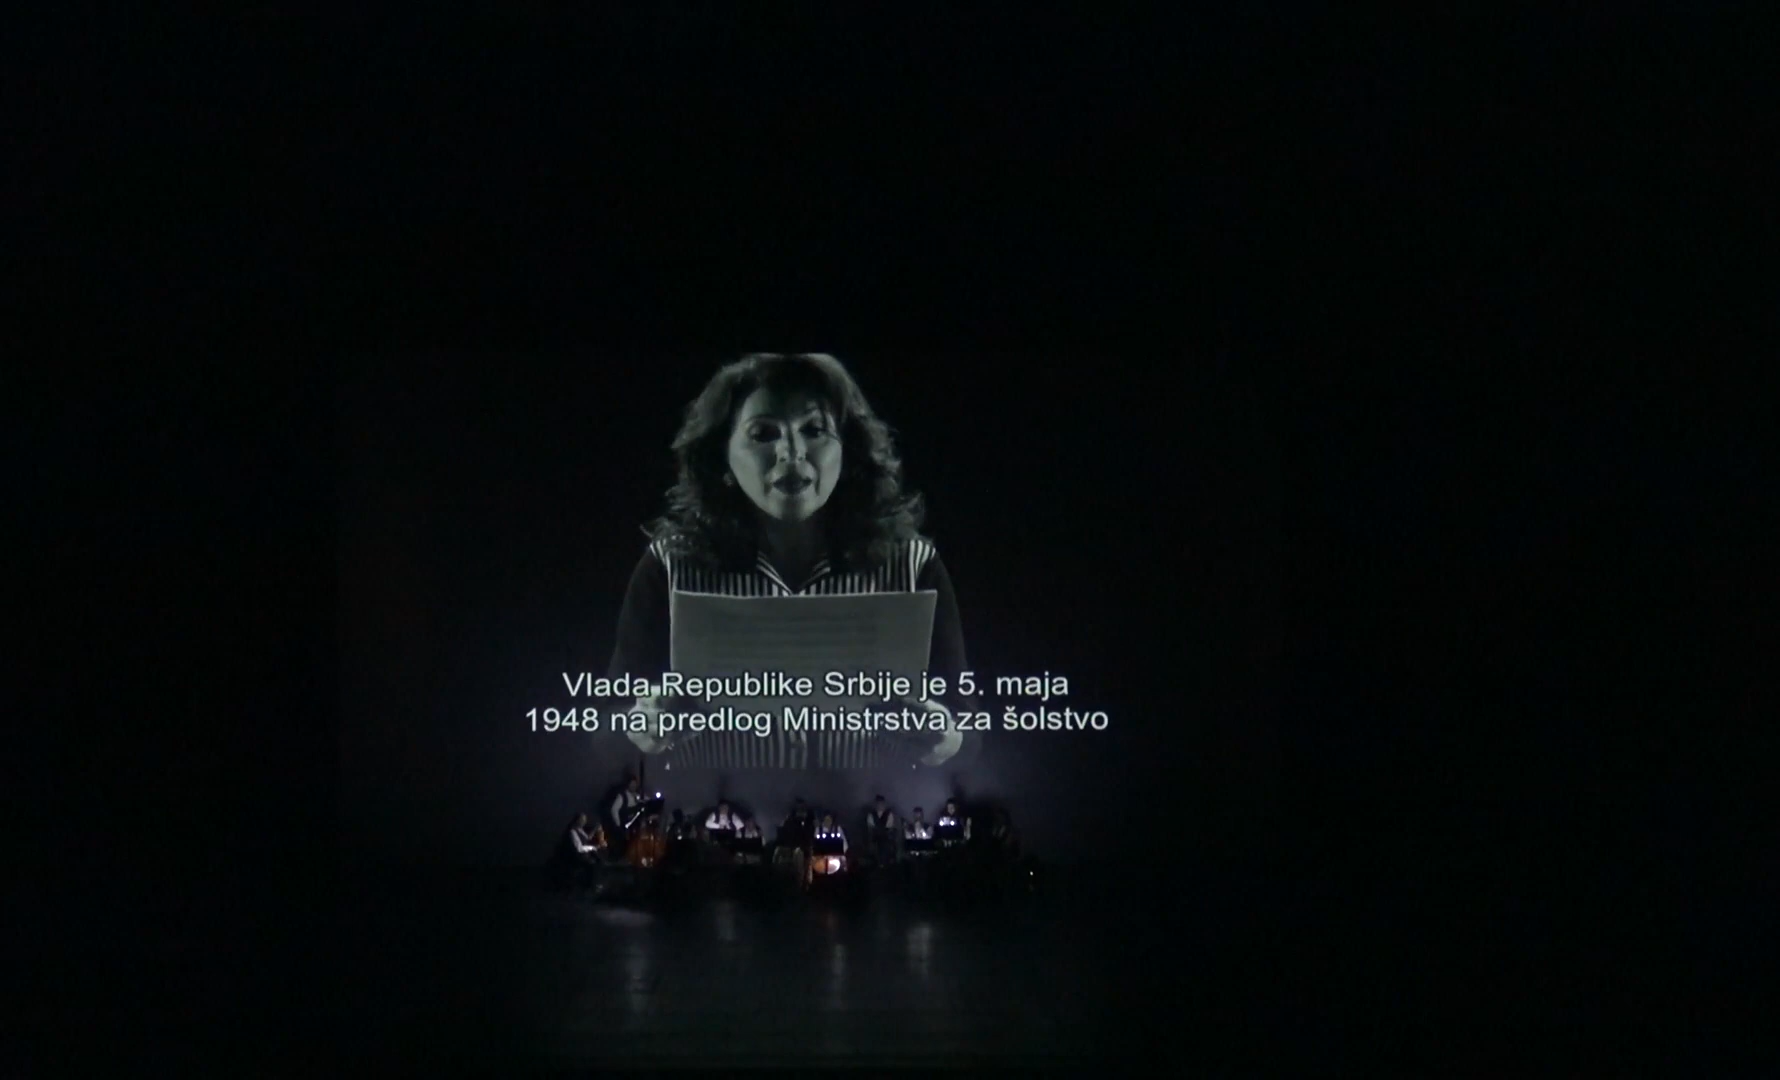 Vlada Republike Srbije je 5. maja
1948 na predlog Ministrstva za šolstvo